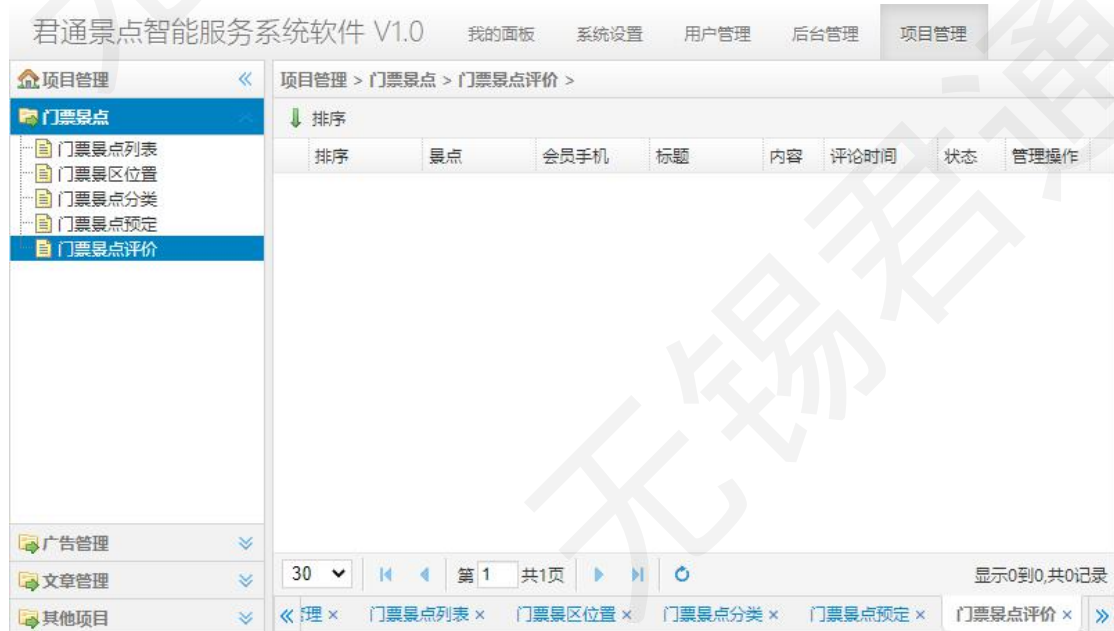 君通景点智能服务系统软件 V1.0 我的面板 系统设置 用户管理 后台管理 项目管理
项目管理
项目管理 > 门票景点 > 门票景点评价 >
门票景点
排序
门票景点列表
门票景区位置
门票景点分类
门票景点预定
门票景点评价
排序 景点 会员手机 标题 内容 评论时间 状态 管理操作
广告管理
文章管理
其他项目
30 第 1 共1页 显示0到0,共0记录
理 × 门票景点列表 × 门票景区位置 × 门票景点分类 × 门票景点预定 × 门票景点评价 ×
无锡君通